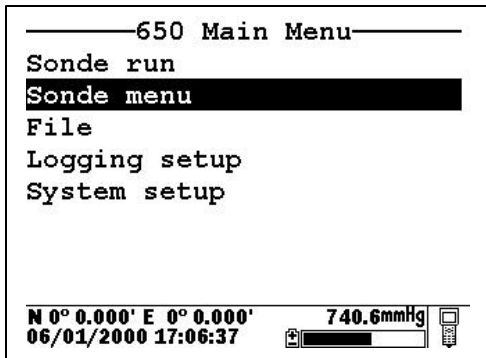 650 Main Menu
Sonde run
Sonde menu
File
Logging setup
System setup
N 0° 0.000' E 0° 0.000' 740.6mmHg
06/01/2000 17:06:37